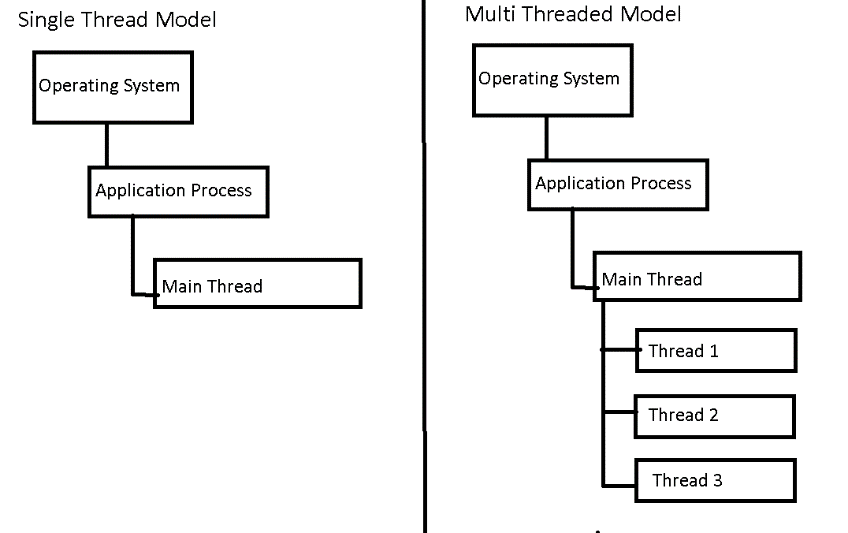 Single Thread Model
Operating System
Application Process
Main Thread
Multi Threaded Model
Operating System
Application Process
Main Thread
Thread 1
Thread 2
Thread 3